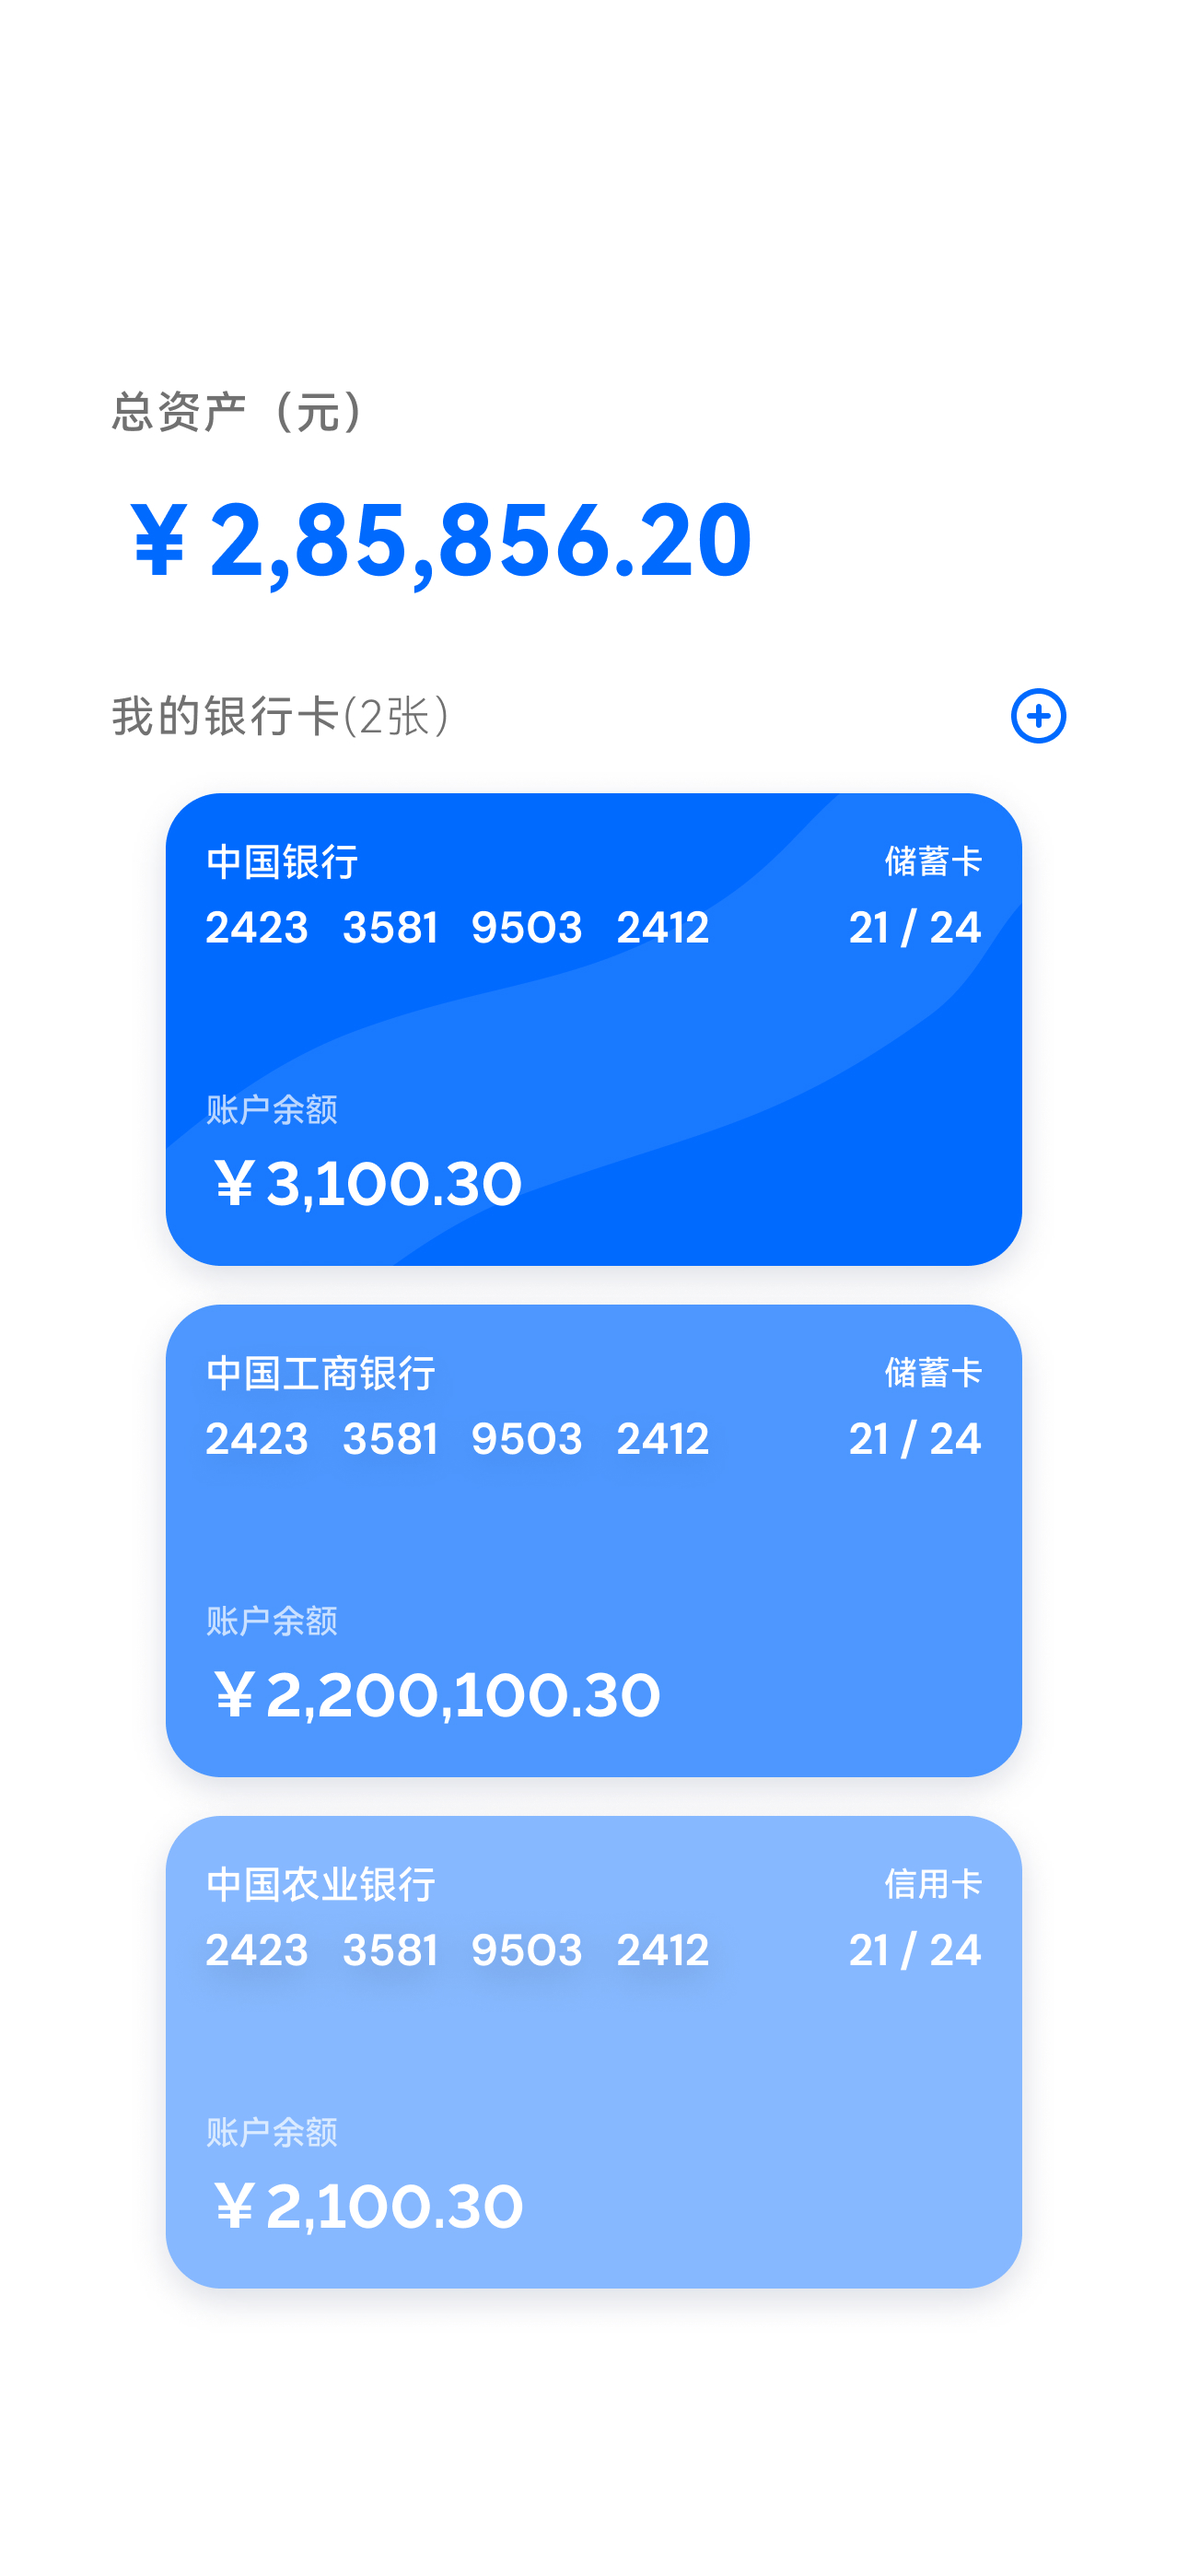 总资产（元）
￥2,85,856.20
我的银行卡(2张）
中国银行 储蓄卡
2423 3581 9503 2412 21 / 24
账户余额
￥3,100.30
中国工商银行 储蓄卡
2423 3581 9503 2412 21 / 24
账户余额
￥2,200,100.30
中国农业银行 信用卡
2423 3581 9503 2412 21 / 24
账户余额
￥2,100.30